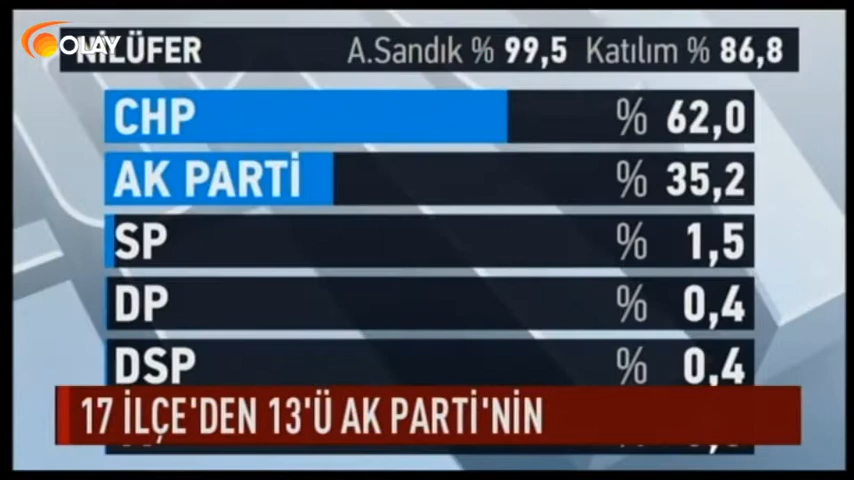 OLAY
NİLÜFER A.Sandık % 99,5 Katılım % 86,8
CHP % 62,0
AK PARTİ % 35,2
SP % 1,5
DP % 0,4
DSP % 0,4
17 İLÇE'DEN 13'Ü AK PARTİ'NİN